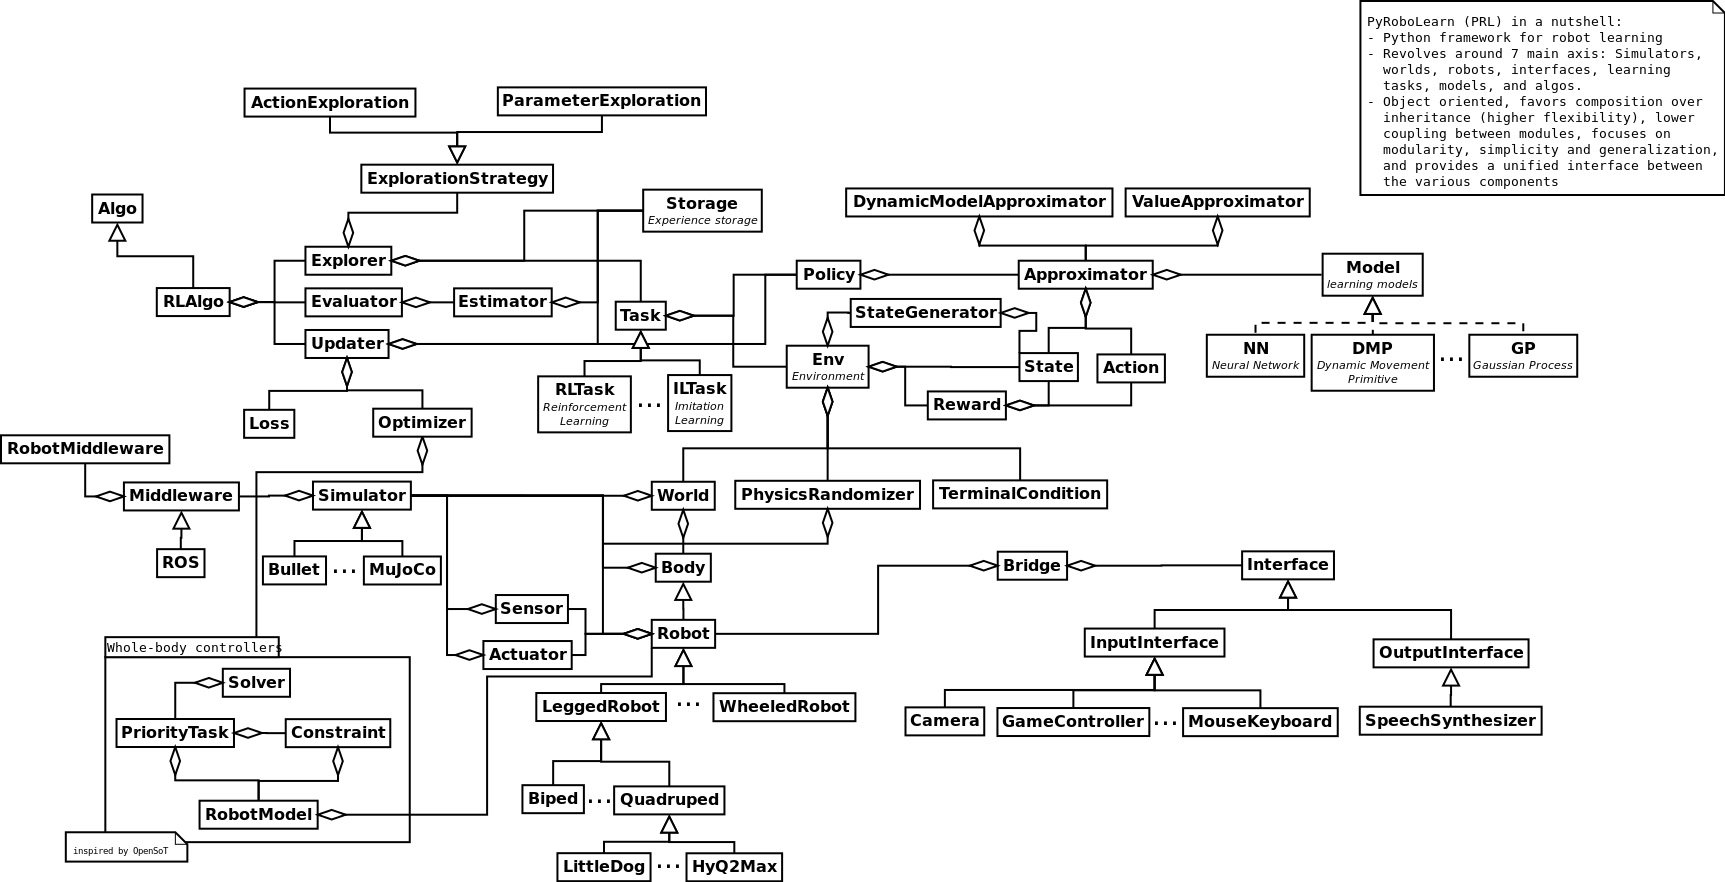 PyRoboLearn (PRL) in a nutshell:
- Python framework for robot learning
- Revolves around 7 main axis: Simulators,
worlds, robots, interfaces, learning
tasks, models, and algos.
- Object oriented, favors composition over
inheritance (higher flexibility), lower
coupling between modules, focuses on
modularity, simplicity and generalization,
and provides a unified interface between
the various components
ActionExploration
ParameterExploration
ExplorationStrategy
Algo
Storage
Experience storage
DynamicModelApproximator
ValueApproximator
Explorer
Policy
Approximator
Model
learning models
RLAlgo
Evaluator
Estimator
Task
StateGenerator
Updater
Env
Environment
State
Action
NN
Neural Network
DMP
Dynamic Movement
Primitive
...
GP
Gaussian Process
RLTask
Reinforcement
Learning
...
ILTask
Imitation
Learning
Reward
Loss
Optimizer
RobotMiddleware
Middleware
Simulator
World
PhysicsRandomizer
TerminalCondition
ROS
Bullet
...
MuJoCo
Body
Bridge
Interface
Sensor
Robot
Actuator
InputInterface
OutputInterface
Whole-body controllers
Solver
PriorityTask
Constraint
RobotModel
inspired by OpenSoT
LeggedRobot
...
WheeledRobot
Camera
GameController
...
MouseKeyboard
SpeechSynthesizer
Biped
...
Quadruped
LittleDog
...
HyQ2Max